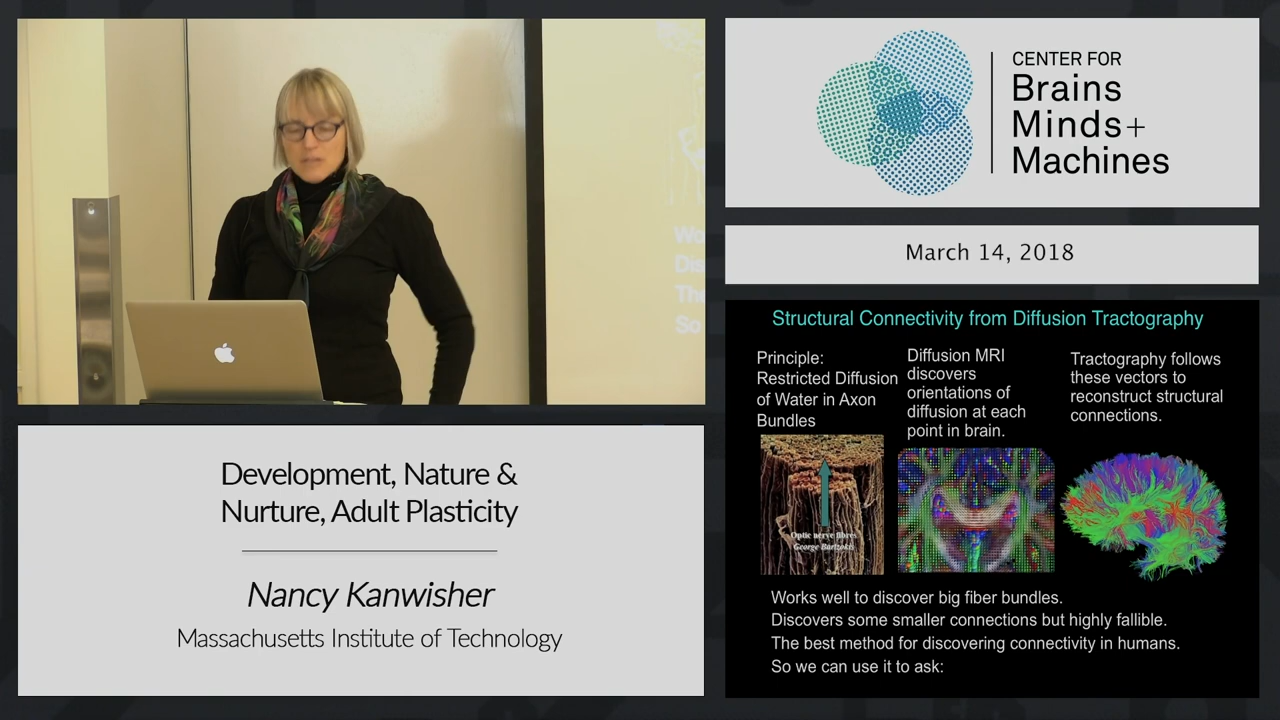 Wo
Dis
The
So
Development, Nature &
Nurture, Adult Plasticity
Nancy Kanwisher
Massachusetts Institute of Technology
CENTER FOR
Brains
Minds+
Machines
March 14, 2018
Structural Connectivity from Diffusion Tractography
Principle:
Restricted Diffusion
of Water in Axon
Bundles
Diffusion MRI
discovers
orientations of
diffusion at each
point in brain.
Tractography follows
these vectors to
reconstruct structural
connections.
Optic nerve fibres
George Bartzokis
Works well to discover big fiber bundles.
Discovers some smaller connections but highly fallible.
The best method for discovering connectivity in humans.
So we can use it to ask: